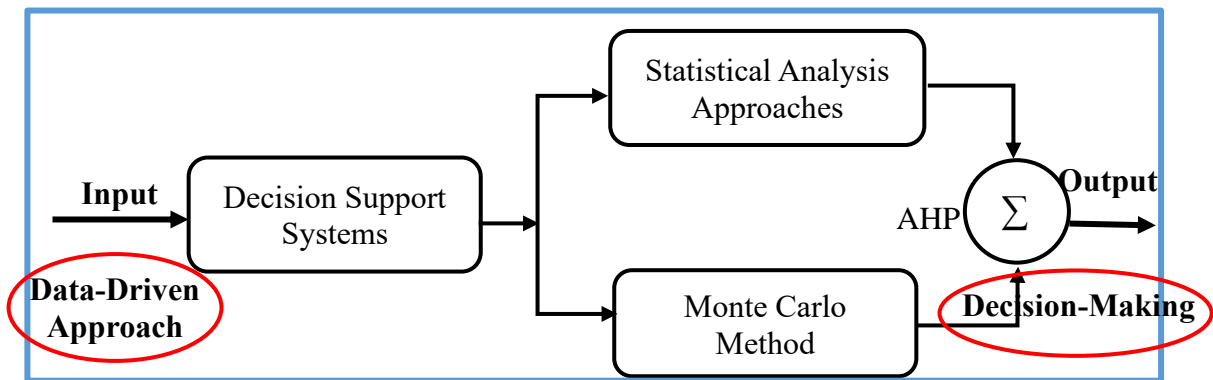 Statistical Analysis
Approaches
Input
Decision Support
Systems
Output
AHP
Σ
Data-Driven
Approach
Monte Carlo
Method
Decision-Making